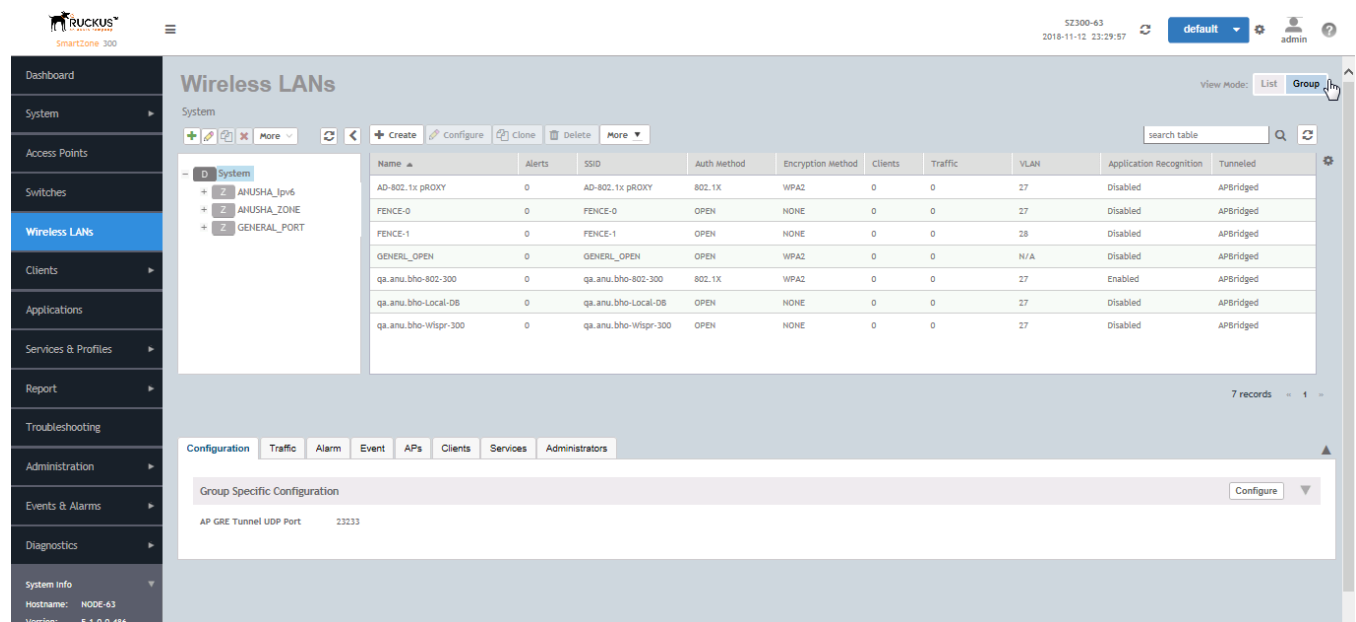 RUCKUS™
SmartZone 300
SZ300-63
2018-11-12 23:29:57
default
admin
Dashboard
System
Access Points
Switches
Wireless LANs
Clients
Applications
Services & Profiles
Report
Troubleshooting
Administration
Events & Alarms
Diagnostics
System Info
Hostname: NODE-63
Version: 5.1.0.0.486
Wireless LANs
View Mode: List Group
System
More
Create Configure Clone Delete More
search table
D System
Z ANUSHA_Ipv6
Z ANUSHA_ZONE
Z GENERAL_PORT
Name Alerts SSID Auth Method Encryption Method Clients Traffic VLAN Application Recognition Tunneled
AD-802.1x pROXY 0 AD-802.1x pROXY 802.1X WPA2 0 0 27 Disabled APBridged
FENCE-0 0 FENCE-0 OPEN NONE 0 0 27 Disabled APBridged
FENCE-1 0 FENCE-1 OPEN NONE 0 0 28 Disabled APBridged
GENERL_OPEN 0 GENERL_OPEN OPEN WPA2 0 0 N/A Disabled APBridged
qa.anu.bho-802-300 0 qa.anu.bho-802-300 802.1X WPA2 0 0 27 Enabled APBridged
qa.anu.bho-Local-DB 0 qa.anu.bho-Local-DB OPEN NONE 0 0 27 Disabled APBridged
qa.anu.bho-Wispr-300 0 qa.anu.bho-Wispr-300 OPEN NONE 0 0 27 Disabled APBridged
7 records « 1 »
Configuration Traffic Alarm Event APs Clients Services Administrators
Group Specific Configuration
Configure
AP GRE Tunnel UDP Port 23233